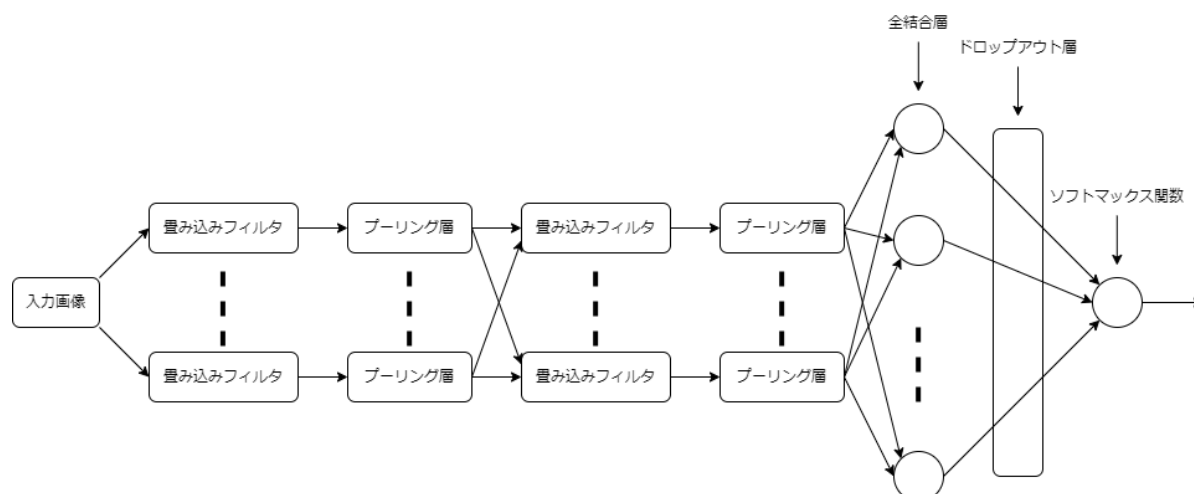 全結合層
ドロップアウト層
ソフトマックス関数
入力画像
畳み込みフィルタ
プーリング層
畳み込みフィルタ
プーリング層
畳み込みフィルタ
プーリング層
畳み込みフィルタ
プーリング層